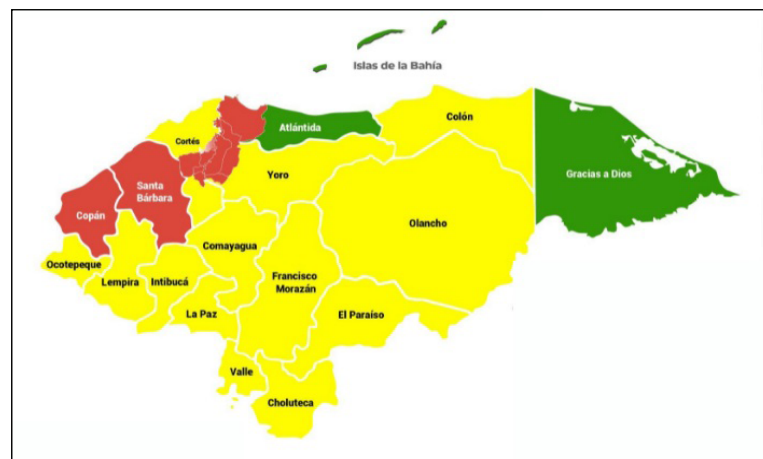 Islas de la Bahía
Colón
Atlántida
Cortés
Yoro
Gracias a Dios
Santa
Bárbara
Copán
Olancho
Comayagua
Ocotepeque
Francisco
Morazán
Lempira
Intibucá
La Paz
El Paraíso
Valle
Choluteca